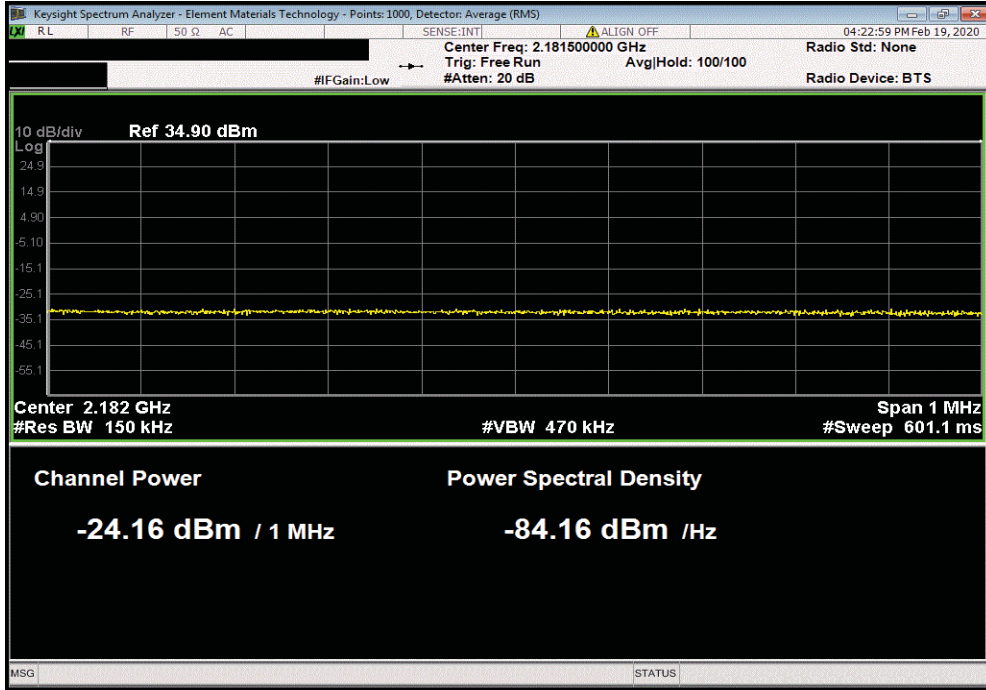 Keysight Spectrum Analyzer - Element Materials Technology - Points: 1000, Detector: Average (RMS)
LXI RL RF 50 Ω AC SENSE:INT ALIGN OFF 04:22:59 PM Feb 19, 2020
Center Freq: 2.181500000 GHz Radio Std: None
Trig: Free Run Avg|Hold: 100/100
#IFGain:Low #Atten: 20 dB Radio Device: BTS
10 dB/div Ref 34.90 dBm
Log
24.9
14.9
4.90
-5.10
-15.1
-25.1
-35.1
-45.1
-55.1
Center 2.182 GHz Span 1 MHz
#Res BW 150 kHz #VBW 470 kHz #Sweep 601.1 ms
Channel Power Power Spectral Density
-24.16 dBm / 1 MHz -84.16 dBm /Hz
MSG STATUS